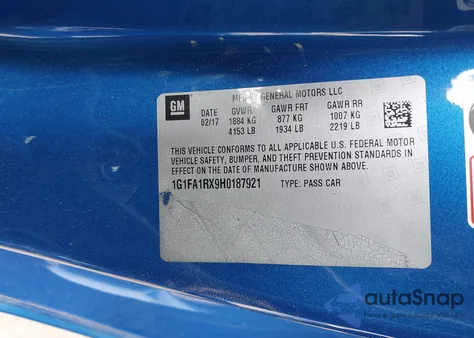 GM
MFD BY GENERAL MOTORS LLC
DATE GVWR GAWR FRT GAWR RR
02/17 1884 KG 877 KG 1007 KG
4153 LB 1934 LB 2219 LB
THIS VEHICLE CONFORMS TO ALL APPLICABLE U.S. FEDERAL MOTOR
VEHICLE SAFETY, BUMPER, AND THEFT PREVENTION STANDARDS IN
EFFECT ON THE DATE OF MANUFACTURE SHOWN ABOVE.
1G1FA1RX9H0187921 TYPE: PASS CAR
autoSnap